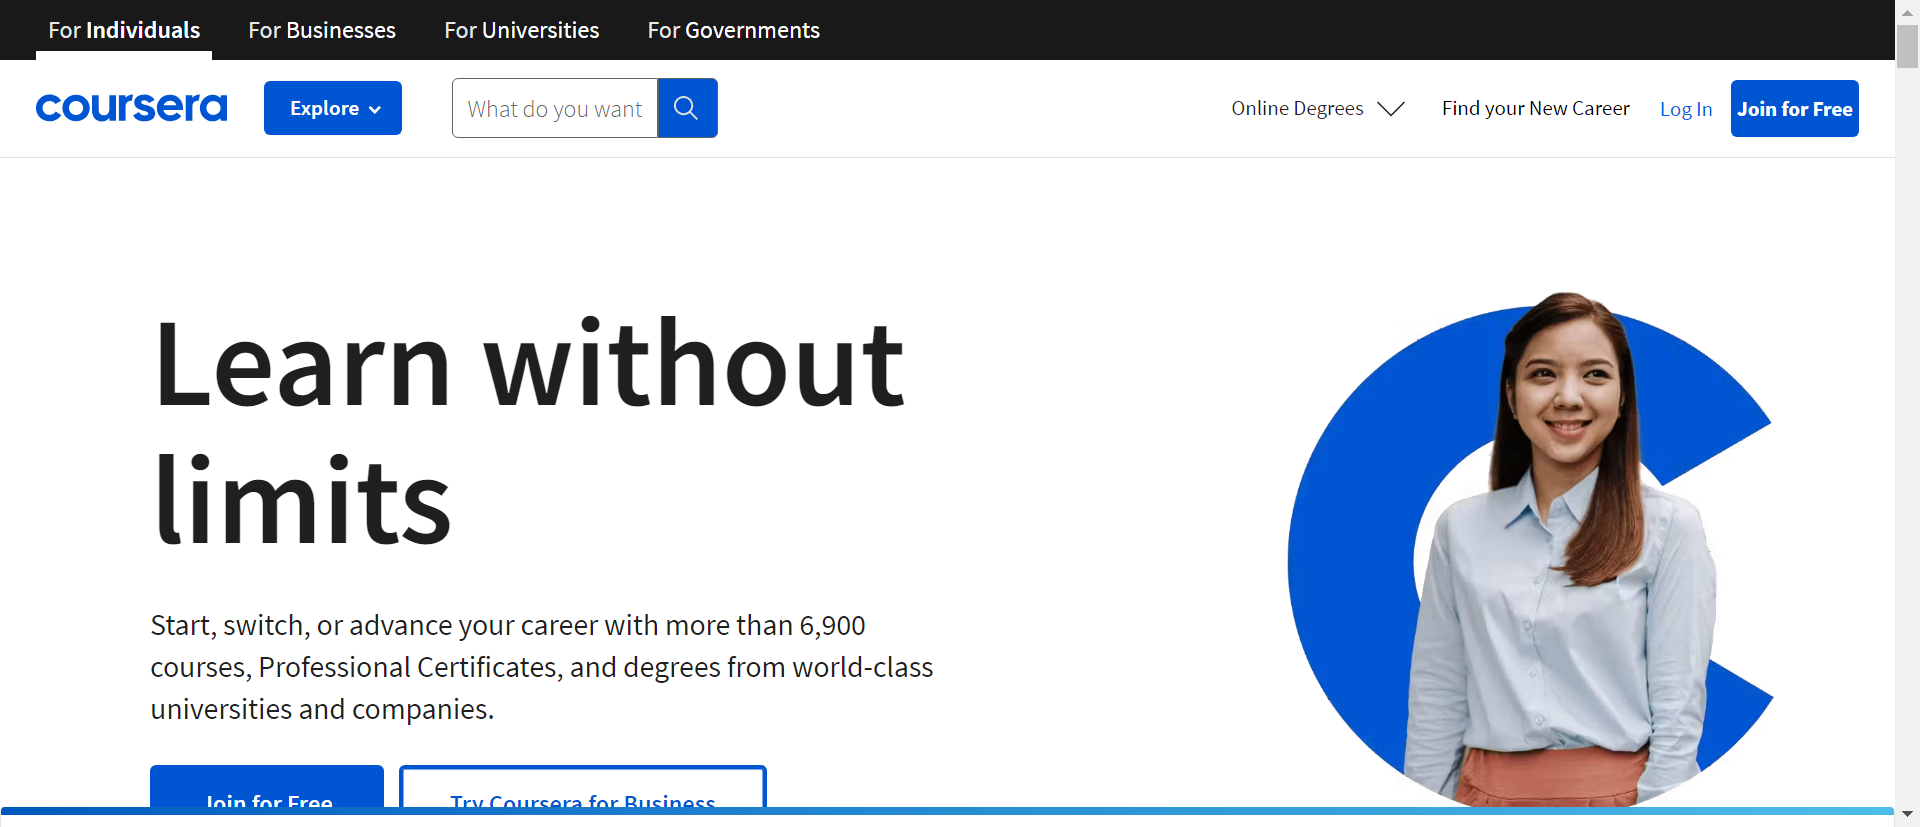 For Individuals For Businesses For Universities For Governments
coursera Explore What do you want Online Degrees Find your New Career Log In Join for Free
Learn without
limits
Start, switch, or advance your career with more than 6,900
courses, Professional Certificates, and degrees from world-class
universities and companies.
Join for Free Try Coursera for Business